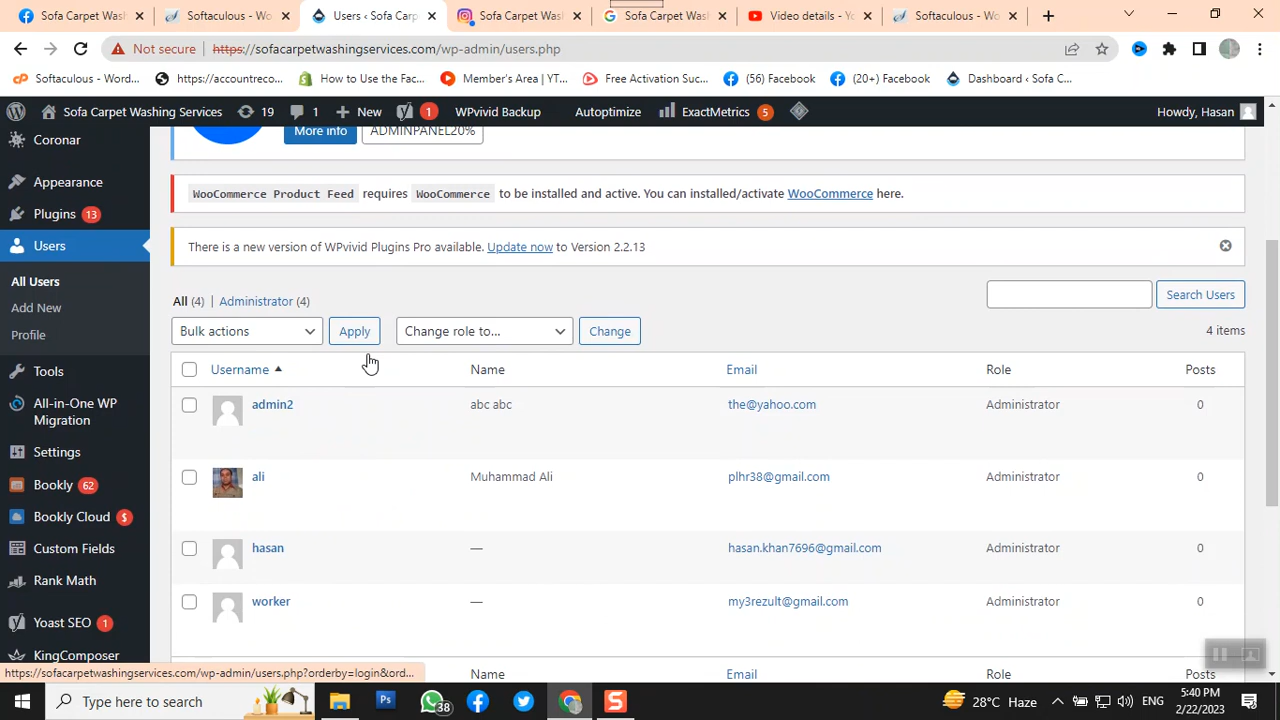 Sofa Carpet Was
Softaculous - Wo
Users ‹ Sofa Carp
Sofa Carpet Was
Sofa Carpet Was
Video details - Yo
Softaculous - Wo
Not secure https://sofacarpetwashingservices.com/wp-admin/users.php
Softaculous - Word...
https://accountreco...
How to Use the Fac...
Member's Area | YT...
Free Activation Suc...
(56) Facebook
(20+) Facebook
Dashboard ‹ Sofa C...
Sofa Carpet Washing Services
19
1
New
1
WPvivid Backup
Autoptimize
ExactMetrics 5
Howdy, Hasan
Coronar
Appearance
Plugins 13
Users
All Users
Add New
Profile
Tools
All-in-One WP
Migration
Settings
Bookly 62
Bookly Cloud $
Custom Fields
Rank Math
Yoast SEO 1
KingComposer
More info
ADMINPANEL20%
WooCommerce Product Feed requires WooCommerce to be installed and active. You can installed/activate WooCommerce here.
There is a new version of WPvivid Plugins Pro available. Update now to Version 2.2.13
All (4) | Administrator (4)
Search Users
Bulk actions
Apply
Change role to...
Change
4 items
Username Name Email Role Posts
admin2 abc abc the@yahoo.com Administrator 0
ali Muhammad Ali plhr38@gmail.com Administrator 0
hasan — hasan.khan7696@gmail.com Administrator 0
worker — my3rezult@gmail.com Administrator 0
Name Email Role Posts
https://sofacarpetwashingservices.com/wp-admin/users.php?orderby=login&ord...
Type here to search
Ps
38
S
28°C Haze
ENG
5:40 PM
2/22/2023